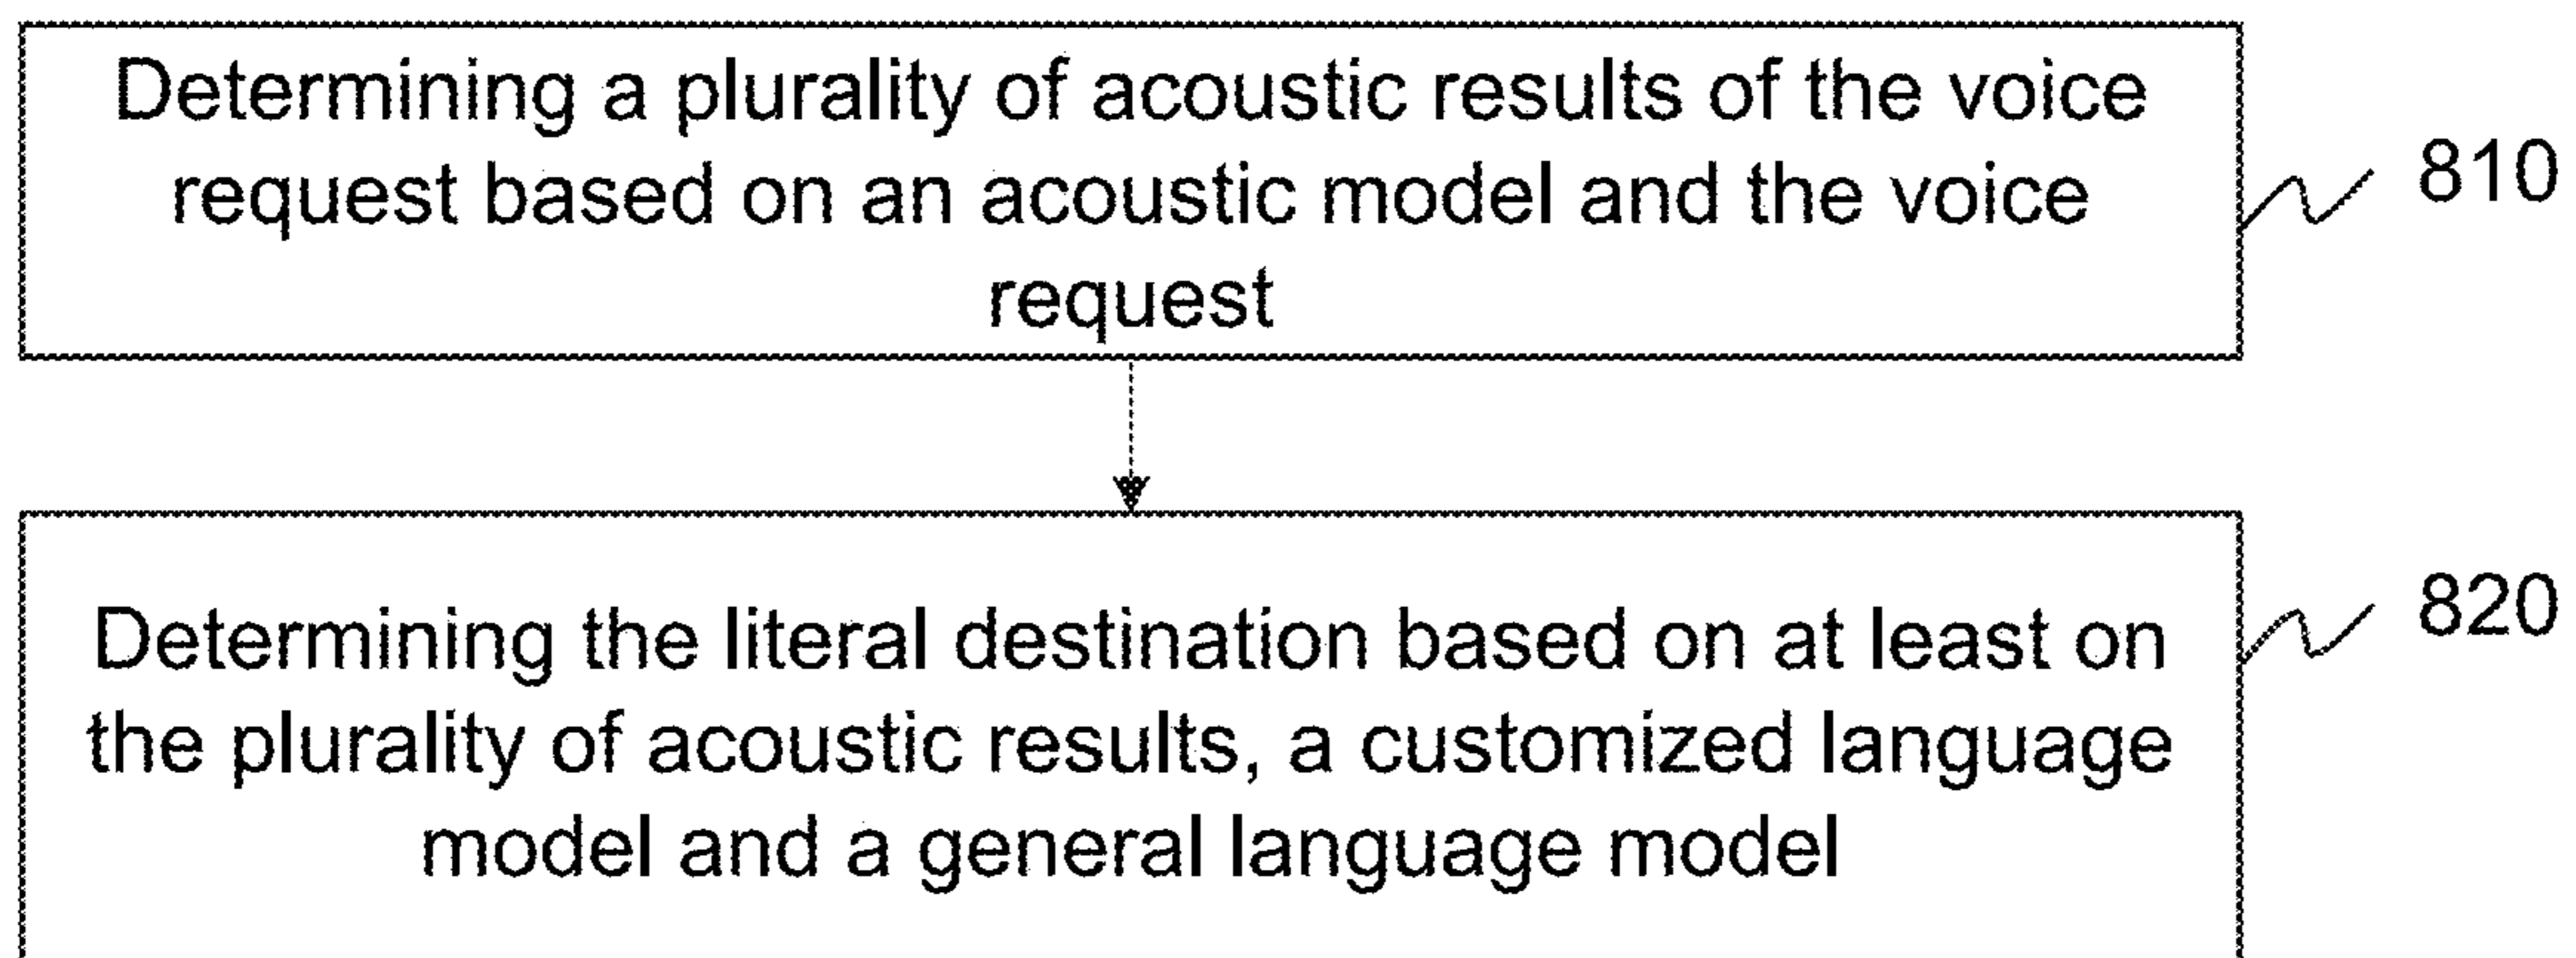 Determining a plurality of acoustic results of the voice
request based on an acoustic model and the voice
request
810
Determining the literal destination based on at least on
the plurality of acoustic results, a customized language
model and a general language model
820